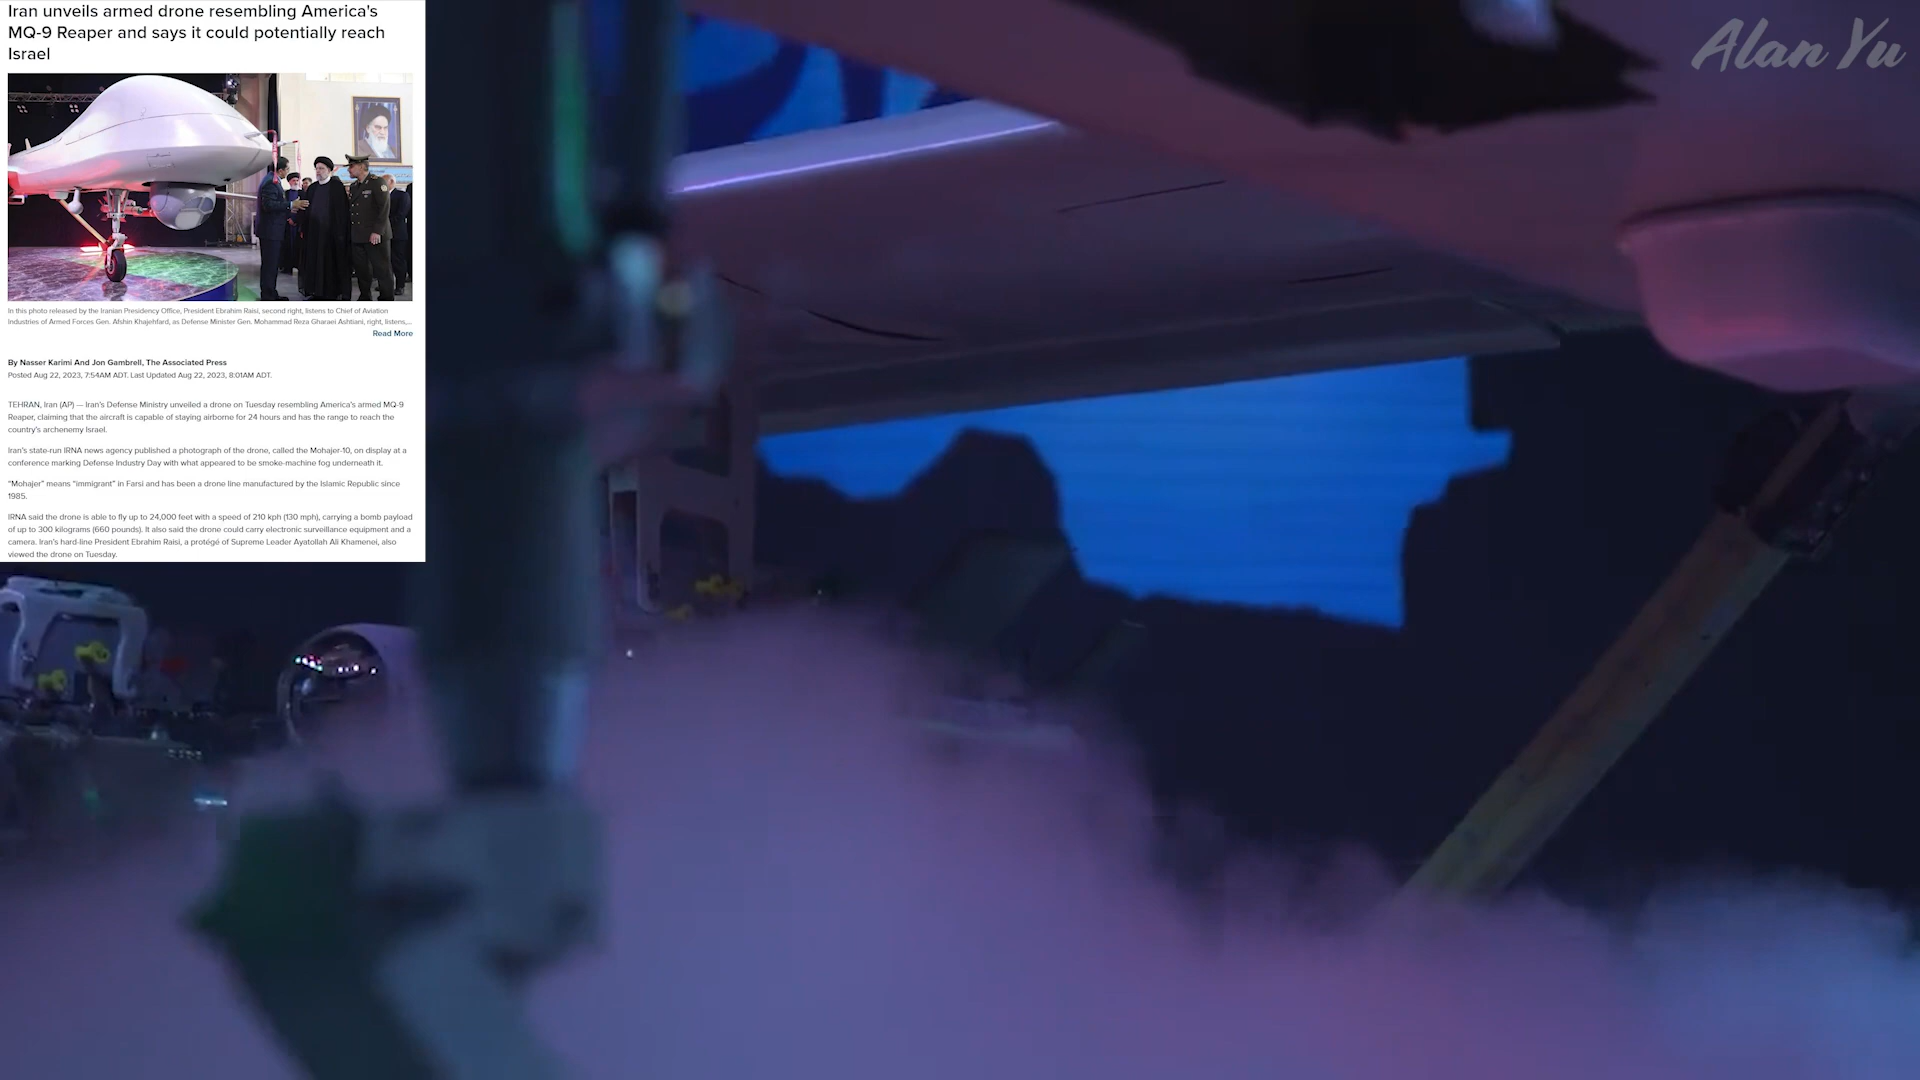 Iran unveils armed drone resembling America's
MQ-9 Reaper and says it could potentially reach
Israel
Alan Yu
In this photo released by the Iranian Presidency Office, President Ebrahim Raisi, second right, listens to Chief of Aviation
Industries of Armed Forces Gen. Afshin Khajehfard, as Defense Minister Gen. Mohammad Reza Gharaei Ashtiani, right, listens,...
Read More
By Nasser Karimi And Jon Gambrell, The Associated Press
Posted Aug 22, 2023, 7:54AM ADT. Last Updated Aug 22, 2023, 8:01AM ADT.
TEHRAN, Iran (AP) — Iran's Defense Ministry unveiled a drone on Tuesday resembling America's armed MQ-9
Reaper, claiming that the aircraft is capable of staying airborne for 24 hours and has the range to reach the
country's archenemy Israel.
Iran's state-run IRNA news agency published a photograph of the drone, called the Mohajer-10, on display at a
conference marking Defense Industry Day with what appeared to be smoke-machine fog underneath it.
“Mohajer” means “immigrant” in Farsi and has been a drone line manufactured by the Islamic Republic since
1985.
IRNA said the drone is able to fly up to 24,000 feet with a speed of 210 kph (130 mph), carrying a bomb payload
of up to 300 kilograms (660 pounds). It also said the drone could carry electronic surveillance equipment and a
camera. Iran's hard-line President Ebrahim Raisi, a protégé of Supreme Leader Ayatollah Ali Khamenei, also
viewed the drone on Tuesday.